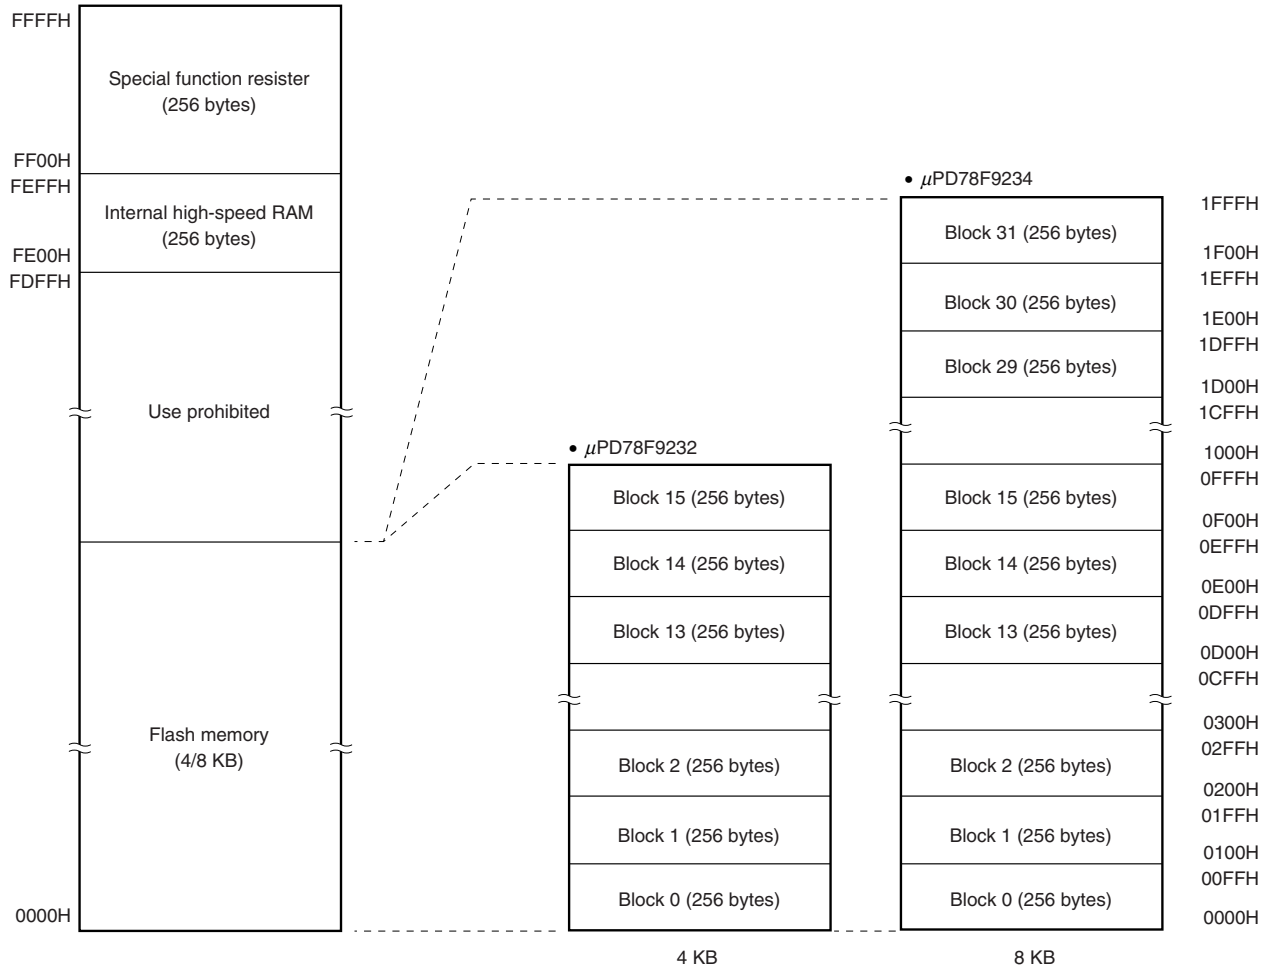 FFFFH
Special function resister
(256 bytes)
FF00H
FEFFH
Internal high-speed RAM
(256 bytes)
FE00H
FDFFH
Use prohibited
Flash memory
(4/8 KB)
0000H
• μPD78F9232
Block 15 (256 bytes)
Block 14 (256 bytes)
Block 13 (256 bytes)
Block 2 (256 bytes)
Block 1 (256 bytes)
Block 0 (256 bytes)
4 KB
• μPD78F9234
Block 31 (256 bytes)
Block 30 (256 bytes)
Block 29 (256 bytes)
Block 15 (256 bytes)
Block 14 (256 bytes)
Block 13 (256 bytes)
Block 2 (256 bytes)
Block 1 (256 bytes)
Block 0 (256 bytes)
8 KB
1FFFH
1F00H
1EFFH
1E00H
1DFFH
1D00H
1CFFH
1000H
0FFFH
0F00H
0EFFH
0E00H
0DFFH
0D00H
0CFFH
0300H
02FFH
0200H
01FFH
0100H
00FFH
0000H